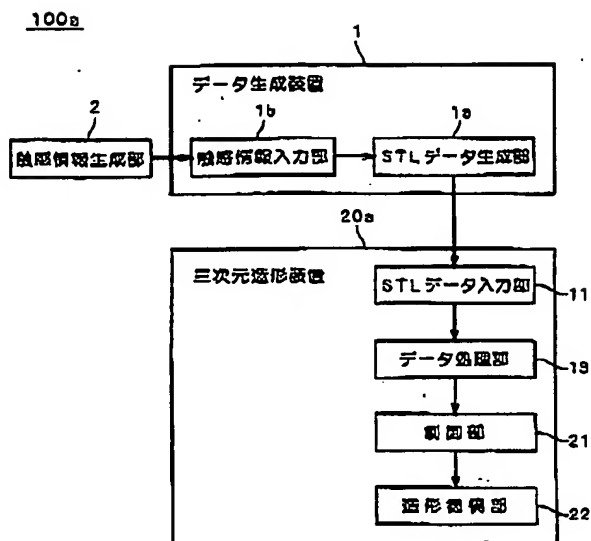 100a
1
データ生成装置
2
1b
1a
触感情報生成部
触感情報入力部
STLデータ生成部
20a
三次元造形装置
STLデータ入力部
11
データ処理部
19
制御部
21
造形機構部
22